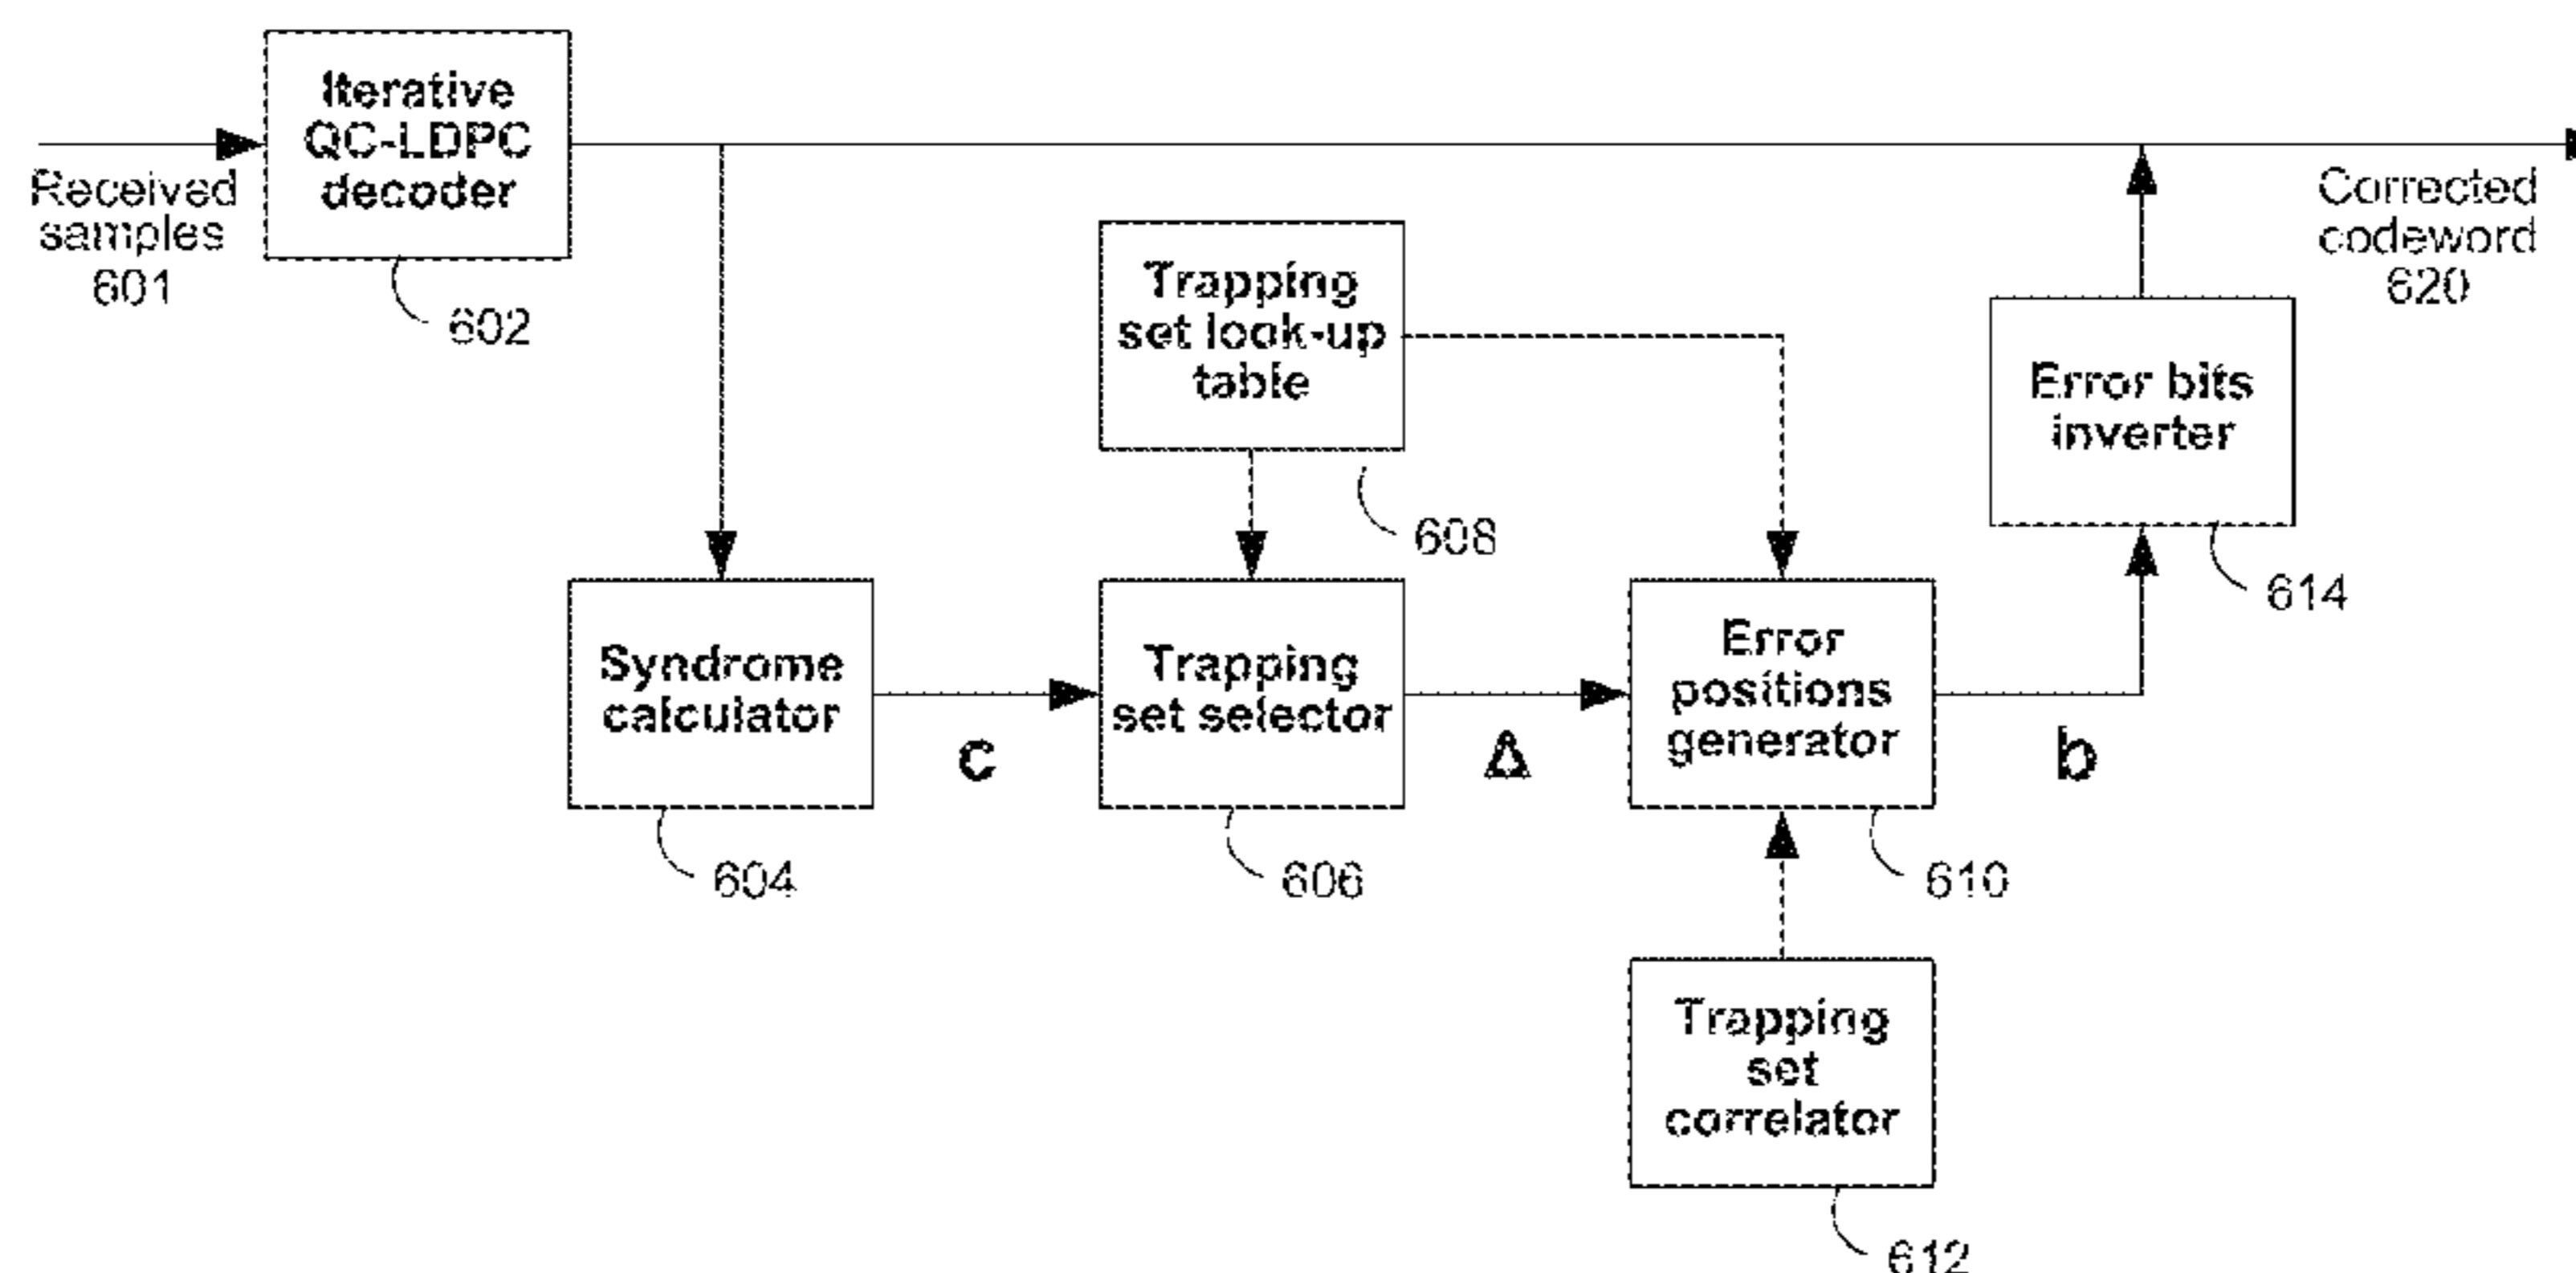 Iterative
QC-LDPC
decoder
Received
samples
601
602
Corrected
codeword
620
Trapping
set look-up
table
608
Error bits
inverter
614
Syndrome
calculator
604
c
Trapping
set selector
606
Δ
Error
positions
generator
610
b
Trapping
set
correlator
612